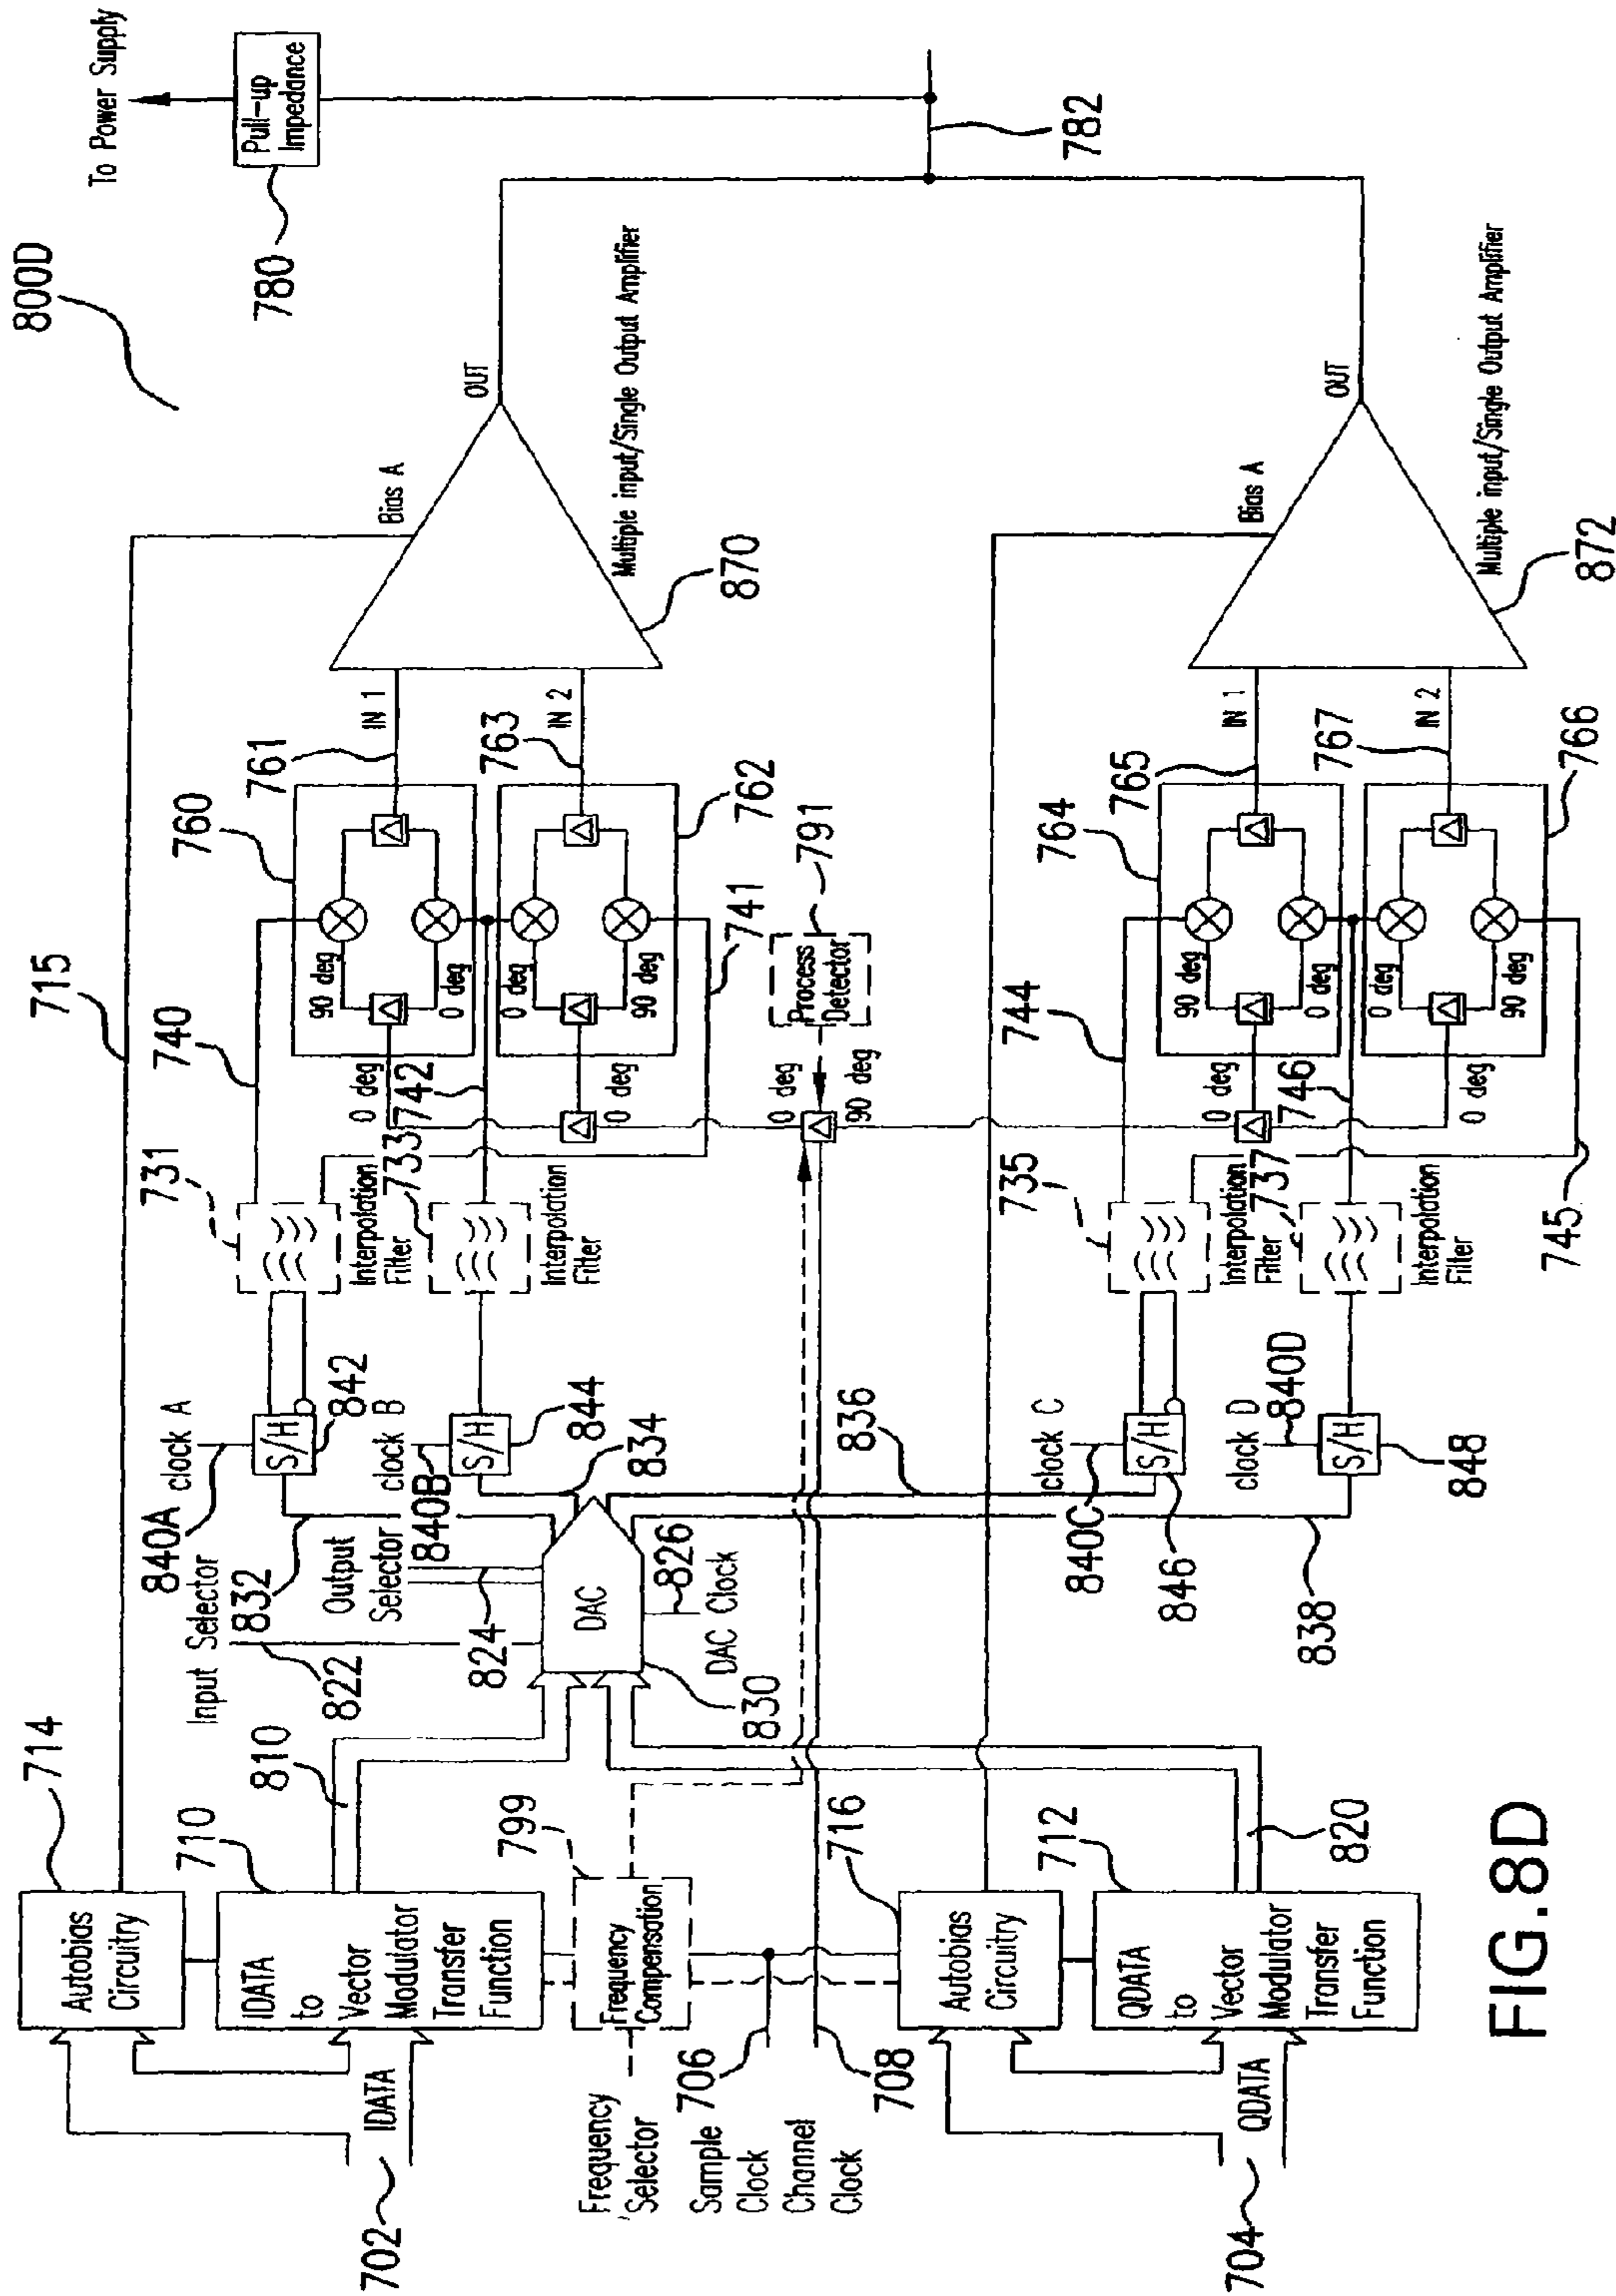 800D
To Power Supply
Pull-up
Impedance
780
782
714
Autobias
Circuitry
715
Bias A
OUT
Multiple input/Single Output Amplifier
870
702
IDATA
710
IDATA
to
Vector
Modulator
Transfer
Function
810
Input Selector
822
832
Output
Selector
824
840A
clock A
S/H
842
840B
clock B
S/H
844
834
DAC
826
DAC Clock
830
731
Interpolation
Filter
733
Interpolation
Filter
740
742
741
0 deg
0 deg
760
90 deg
0 deg
0 deg
90 deg
761
IN 1
763
IN 2
762
791
Process
Detector
0 deg
90 deg
799
Frequency
Compensation
Frequency
Selector
706
Sample
Clock
Channel
Clock
708
716
Autobias
Circuitry
704
QDATA
712
QDATA
to
Vector
Modulator
Transfer
Function
820
836
838
840C
clock C
S/H
846
clock D
840D
S/H
848
735
Interpolation
Filter
737
Interpolation
Filter
744
746
745
0 deg
0 deg
764
90 deg
0 deg
0 deg
90 deg
765
IN 1
767
IN 2
766
Bias A
OUT
Multiple input/Single Output Amplifier
872
FIG.8D